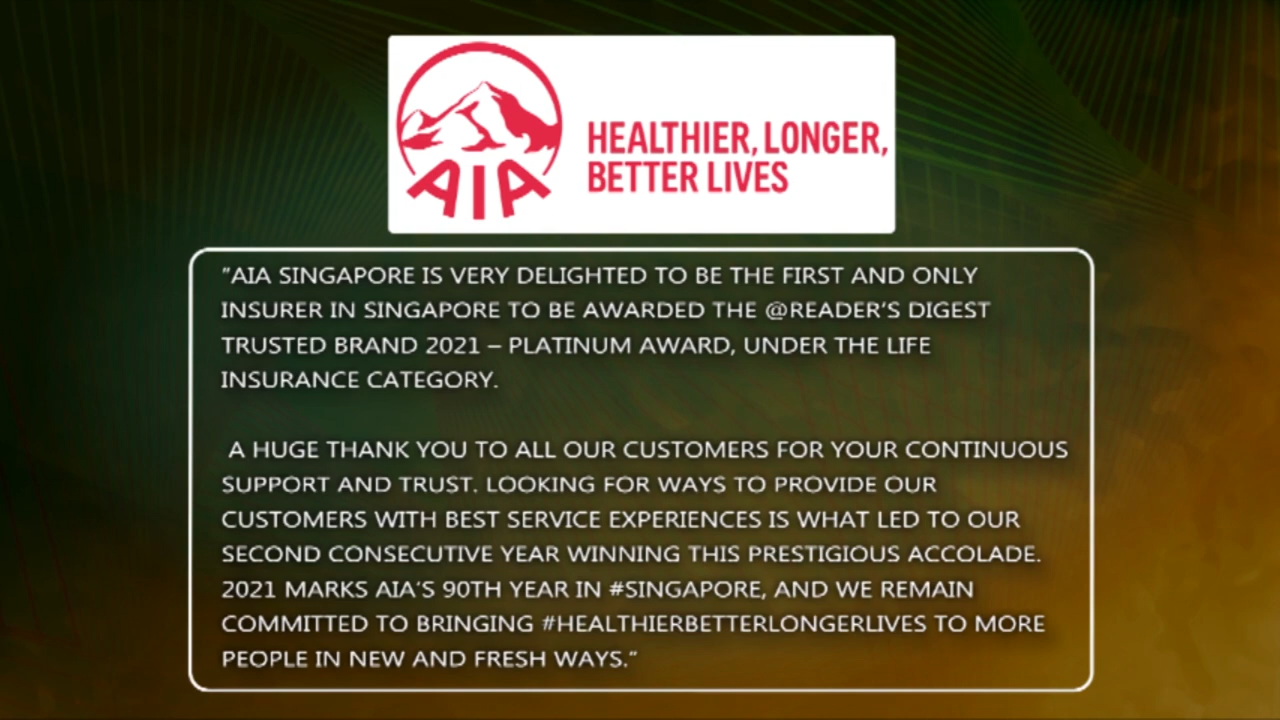 AIA
HEALTHIER, LONGER,
BETTER LIVES
"AIA SINGAPORE IS VERY DELIGHTED TO BE THE FIRST AND ONLY
INSURER IN SINGAPORE TO BE AWARDED THE @READER'S DIGEST
TRUSTED BRAND 2021 – PLATINUM AWARD, UNDER THE LIFE
INSURANCE CATEGORY.
A HUGE THANK YOU TO ALL OUR CUSTOMERS FOR YOUR CONTINUOUS
SUPPORT AND TRUST. LOOKING FOR WAYS TO PROVIDE OUR
CUSTOMERS WITH BEST SERVICE EXPERIENCES IS WHAT LED TO OUR
SECOND CONSECUTIVE YEAR WINNING THIS PRESTIGIOUS ACCOLADE.
2021 MARKS AIA'S 90TH YEAR IN #SINGAPORE, AND WE REMAIN
COMMITTED TO BRINGING #HEALTHIERBETTERLONGERLIVES TO MORE
PEOPLE IN NEW AND FRESH WAYS."